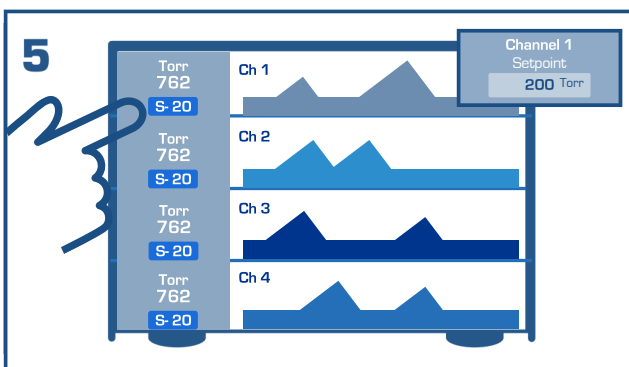 5
Torr
762
S- 20
Ch 1
Channel 1
Setpoint
200 Torr
Torr
762
S- 20
Ch 2
Torr
762
S- 20
Ch 3
Torr
762
S- 20
Ch 4